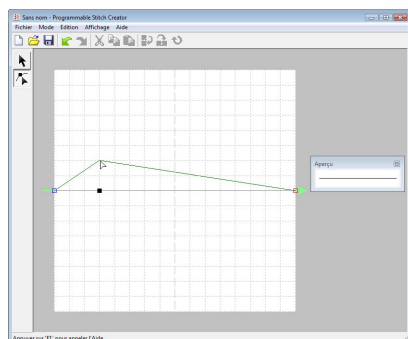 Sans nom - Programmable Stitch Creator
Fichier Mode Edition Affichage Aide
Aperçu
Appuyer sur 'F1' pour appeler l'Aide